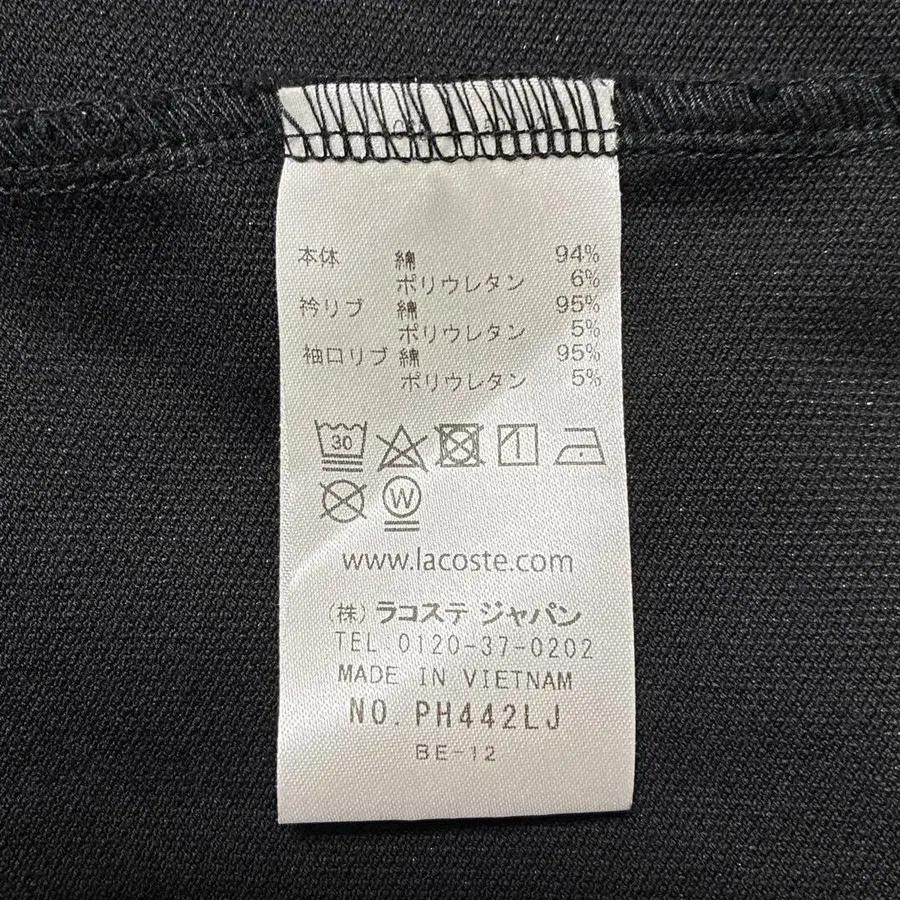 本体 綿 94%
ポリウレタン 6%
衿リブ 綿 95%
ポリウレタン 5%
袖口リブ 綿 95%
ポリウレタン 5%
30
W
www.lacoste.com
(株) ラコステ ジャパン
TEL 0120-37-0202
MADE IN VIETNAM
NO. PH442LJ
BE-12